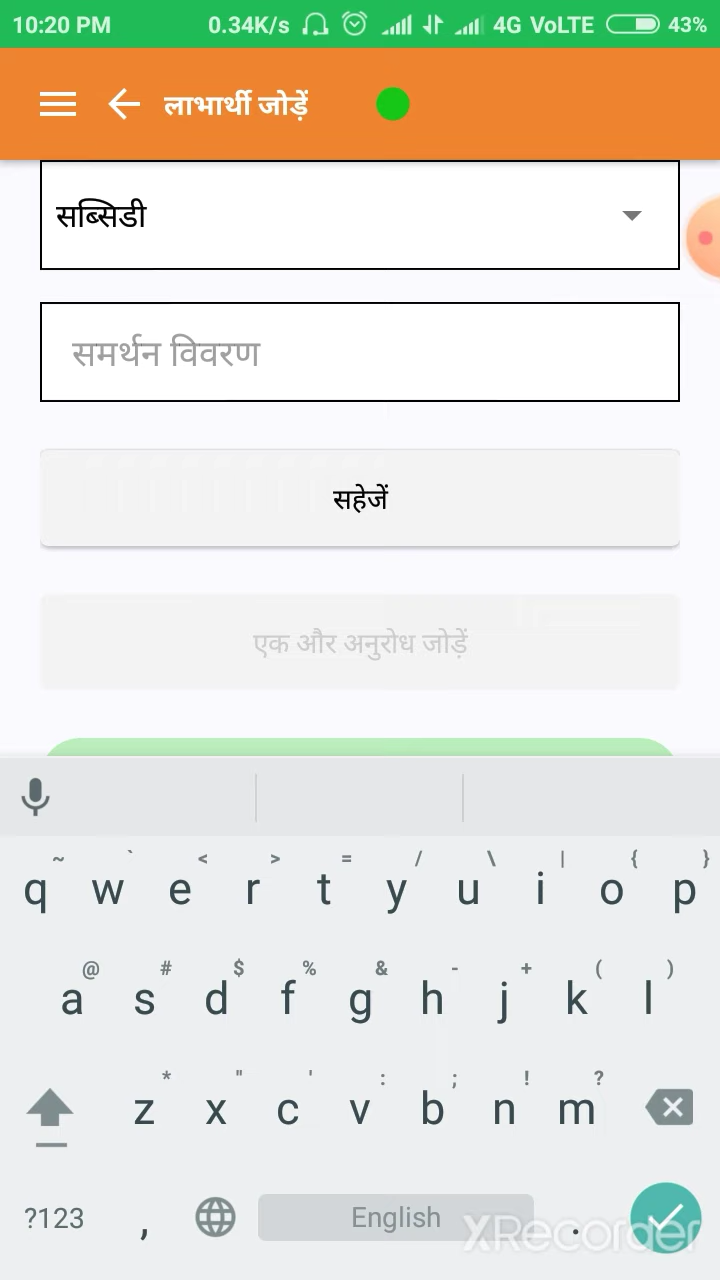 10:20 PM 0.34K/s 4G VoLTE 43%
लाभार्थी जोड़ें
सब्सिडी
समर्थन विवरण
सहेजें
एक और अनुरोध जोड़ें
~ ` < > = / \ | { }
q w e r t y u i o p
@ # $ % & - + ( )
a s d f g h j k l
* " ' : ; ! ?
z x c v b n m
?123 , English .
XRecorder